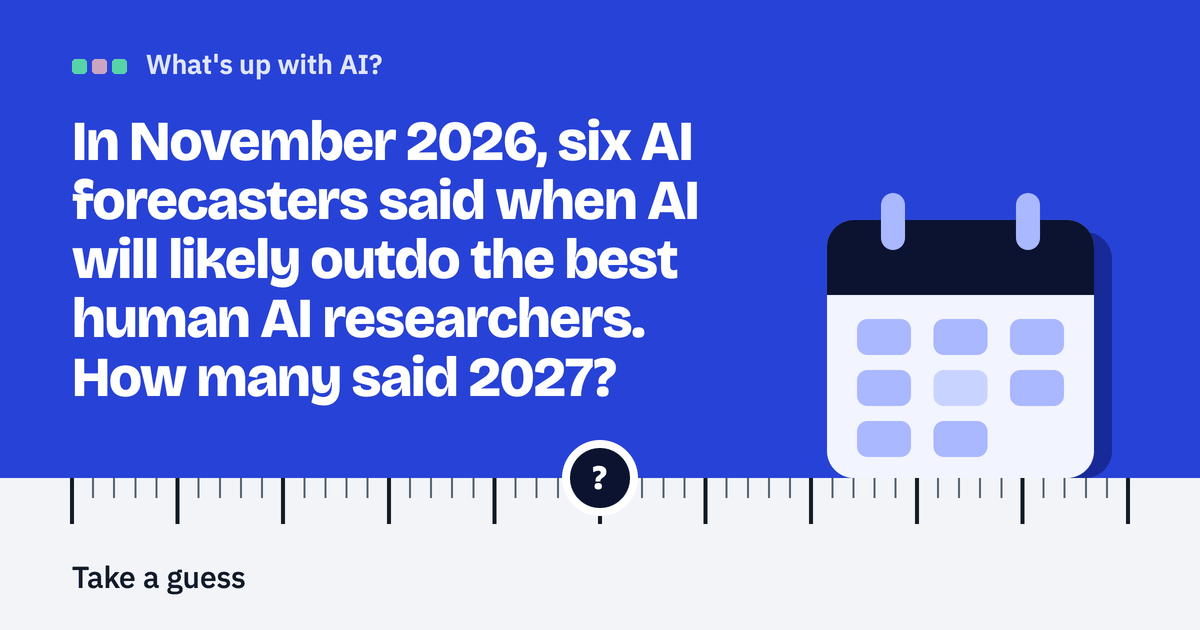 What's up with AI?
In November 2026, six AI
forecasters said when AI
will likely outdo the best
human AI researchers.
How many said 2027?
?
Take a guess